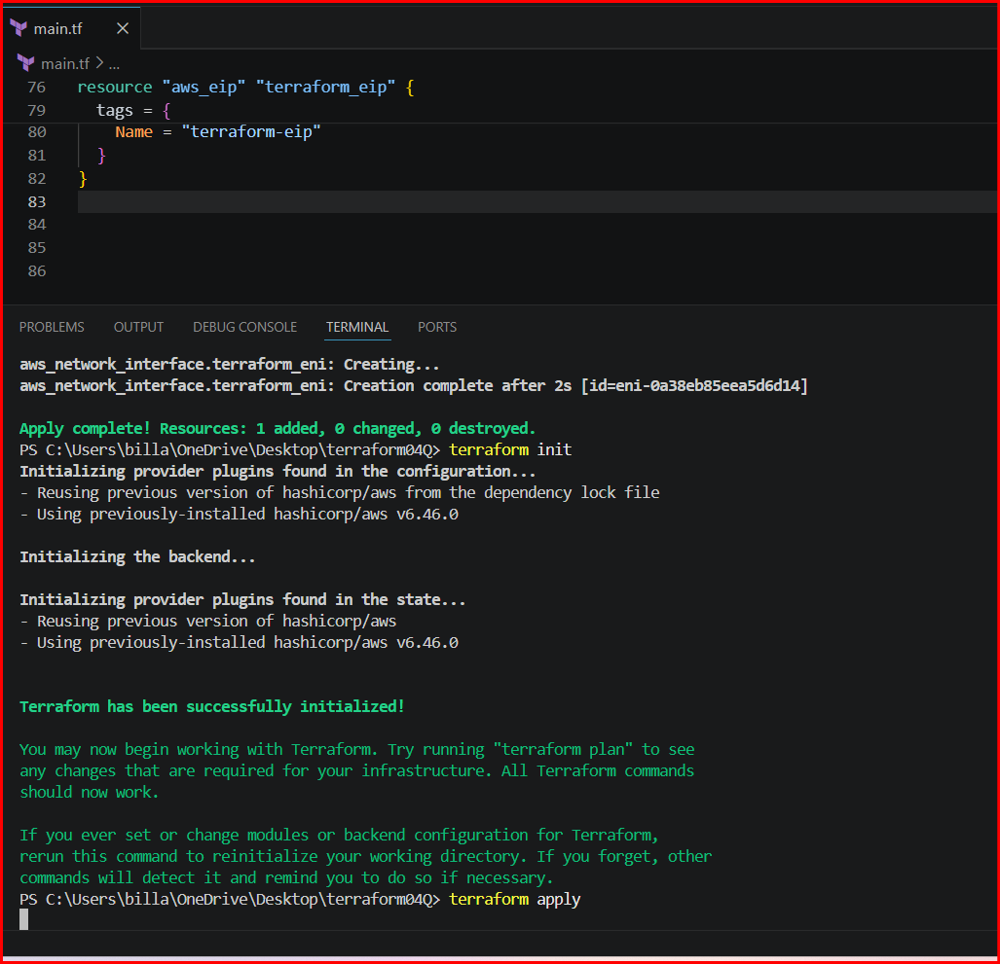 main.tf
main.tf > ...
76 resource "aws_eip" "terraform_eip" {
79 tags = {
80 Name = "terraform-eip"
81 }
82 }
83
84
85
86
PROBLEMS OUTPUT DEBUG CONSOLE TERMINAL PORTS
aws_network_interface.terraform_eni: Creating...
aws_network_interface.terraform_eni: Creation complete after 2s [id=eni-0a38eb85eea5d6d14]
Apply complete! Resources: 1 added, 0 changed, 0 destroyed.
PS C:\Users\billa\OneDrive\Desktop\terraform04Q> terraform init
Initializing provider plugins found in the configuration...
- Reusing previous version of hashicorp/aws from the dependency lock file
- Using previously-installed hashicorp/aws v6.46.0
Initializing the backend...
Initializing provider plugins found in the state...
- Reusing previous version of hashicorp/aws
- Using previously-installed hashicorp/aws v6.46.0
Terraform has been successfully initialized!
You may now begin working with Terraform. Try running "terraform plan" to see
any changes that are required for your infrastructure. All Terraform commands
should now work.
If you ever set or change modules or backend configuration for Terraform,
rerun this command to reinitialize your working directory. If you forget, other
commands will detect it and remind you to do so if necessary.
PS C:\Users\billa\OneDrive\Desktop\terraform04Q> terraform apply